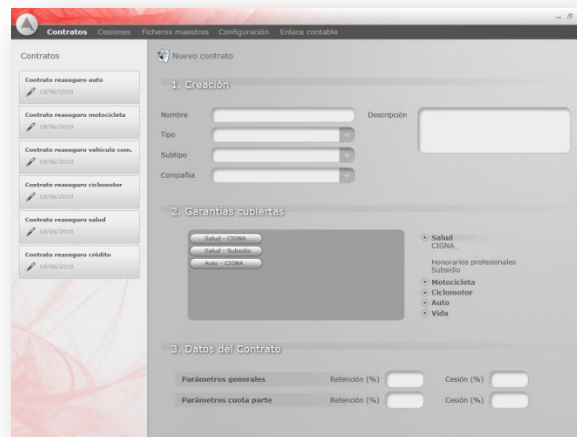 Contratos Cesiones Ficheros maestros Configuración Enlace contable
Contratos
Contrato reaseguro auto
18/06/2010
Contrato reaseguro motocicleta
18/06/2010
Contrato reaseguro vehículo com.
18/06/2010
Contrato reaseguro ciclomotor
18/06/2010
Contrato reaseguro salud
18/06/2010
Contrato reaseguro crédito
18/06/2010
Nuevo contrato
1. Creación
Nombre
Descripción
Tipo
Subtipo
Compañía
2. Garantías cubiertas
Salud - CIGNA
Salud - Subsidio
Auto - CIGNA
Salud
CIGNA
Honorarios profesionales
Subsidio
Motocicleta
Ciclomotor
Auto
Vida
3. Datos del Contrato
Parámetros generales Retención (%) Cesión (%)
Parámetros cuota parte Retención (%) Cesión (%)